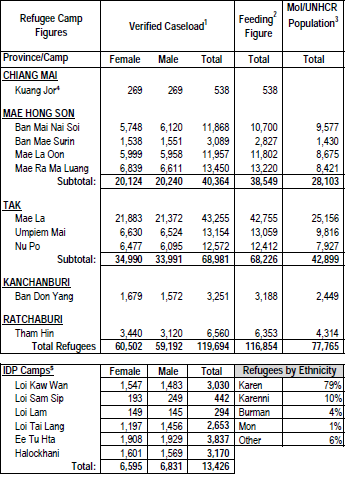 Refugee Camp Figures Verified Caseload1 Feeding2 Figure MoI/UNHCR Population3
Province/Camp Female Male Total Total Total
CHIANG MAI
Kuang Jor4 269 269 538 538
MAE HONG SON
Ban Mai Nai Soi 5,748 6,120 11,868 10,700 9,577
Ban Mae Surin 1,538 1,551 3,089 2,827 1,430
Mae La Oon 5,999 5,958 11,957 11,802 8,675
Mae Ra Ma Luang 6,839 6,611 13,450 13,220 8,421
Subtotal: 20,124 20,240 40,364 38,549 28,103
TAK
Mae La 21,883 21,372 43,255 42,755 25,156
Umpiem Mai 6,630 6,524 13,154 13,059 9,816
Nu Po 6,477 6,095 12,572 12,412 7,927
Subtotal: 34,990 33,991 68,981 68,226 42,899
KANCHANBURI
Ban Don Yang 1,679 1,572 3,251 3,188 2,449
RATCHABURI
Tham Hin 3,440 3,120 6,560 6,353 4,314
Total Refugees 60,502 59,192 119,694 116,854 77,765
IDP Camps5 Female Male Total Refugees by Ethnicity
Loi Kaw Wan 1,547 1,483 3,030 Karen 79%
Loi Sam Sip 193 249 442 Karenni 10%
Loi Lam 149 145 294 Burman 4%
Loi Tai Lang 1,197 1,456 2,653 Mon 1%
Ee Tu Hta 1,908 1,929 3,837 Other 6%
Halockhani 1,601 1,569 3,170
Total: 6,595 6,831 13,426